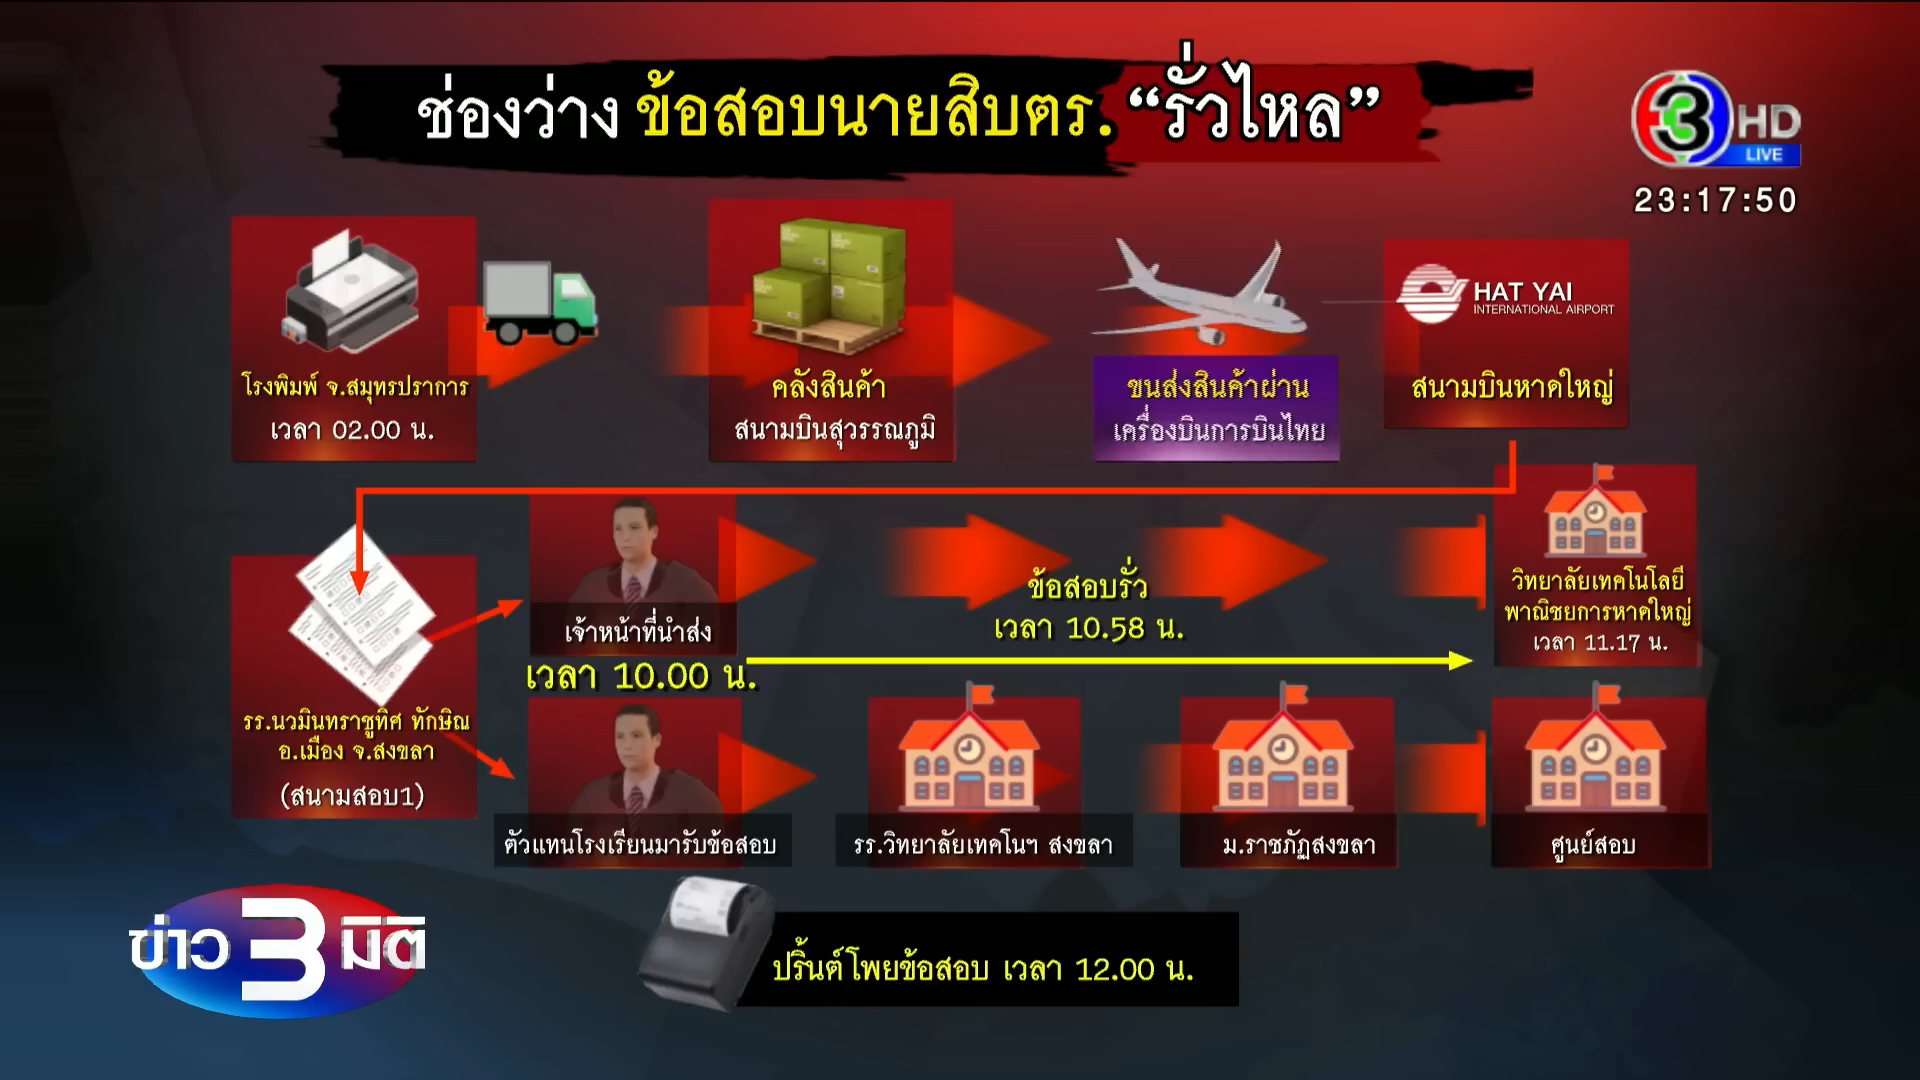 ช่องว่าง ข้อสอบนายสิบตร. “รั่วไหล”
3 HD
LIVE
23:17:50
โรงพิมพ์ จ.สมุทรปราการ
เวลา 02.00 น.
คลังสินค้า
สนามบินสุวรรณภูมิ
ขนส่งสินค้าผ่าน
เครื่องบินการบินไทย
HAT YAI
INTERNATIONAL AIRPORT
สนามบินหาดใหญ่
เจ้าหน้าที่นำส่ง
เวลา 10.00 น.
ข้อสอบรั่ว
เวลา 10.58 น.
วิทยาลัยเทคโนโลยี
พาณิชยการหาดใหญ่
เวลา 11.17 น.
รร.นวมินทราชูทิศ ทักษิณ
อ.เมือง จ.สงขลา
(สนามสอบ1)
ตัวแทนโรงเรียนมารับข้อสอบ
รร.วิทยาลัยเทคโนฯ สงขลา
ม.ราชภัฏสงขลา
ศูนย์สอบ
ข่าว 3 มิติ
ปริ้นต์โพยข้อสอบ เวลา 12.00 น.